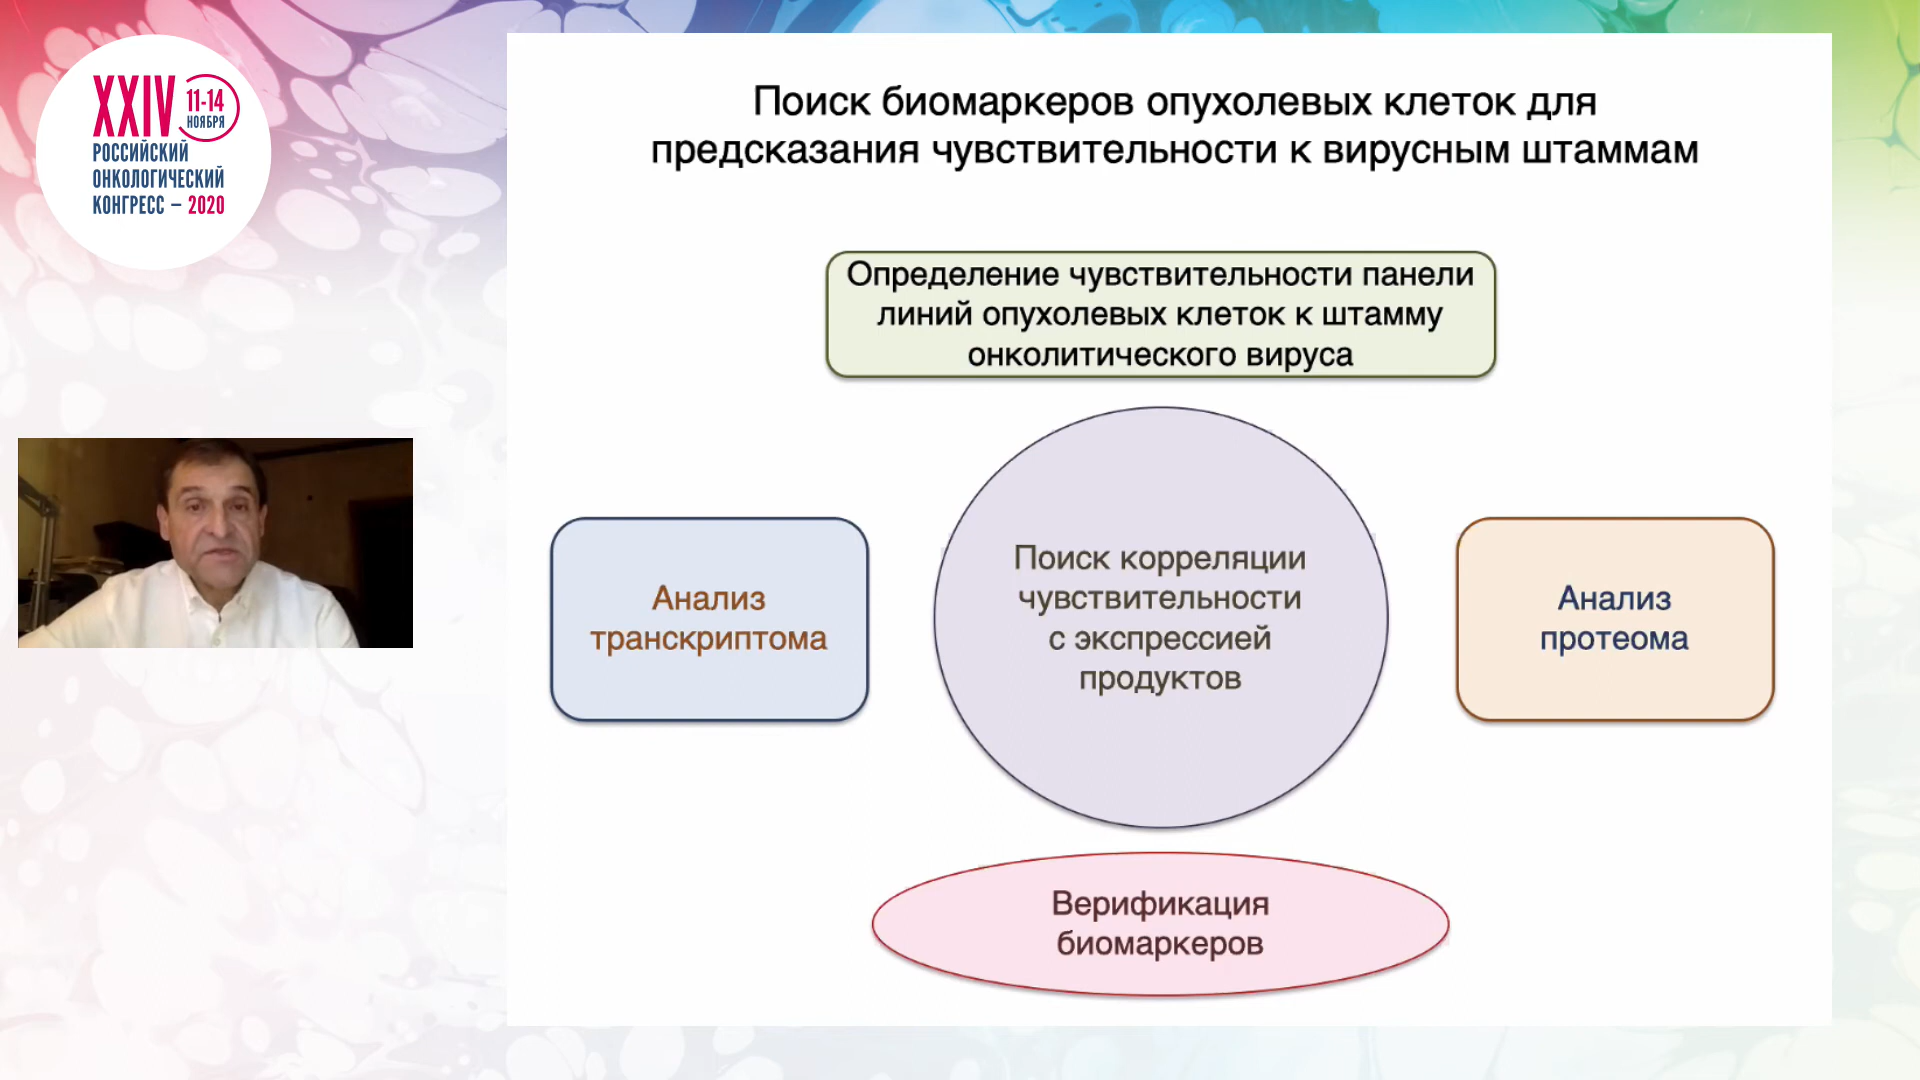 XXIV
11-14
НОЯБРЯ
РОССИЙСКИЙ
ОНКОЛОГИЧЕСКИЙ
КОНГРЕСС – 2020
Поиск биомаркеров опухолевых клеток для
предсказания чувствительности к вирусным штаммам
Определение чувствительности панели
линий опухолевых клеток к штамму
онколитического вируса
Анализ
транскриптома
Поиск корреляции
чувствительности
с экспрессией
продуктов
Анализ
протеома
Верификация
биомаркеров